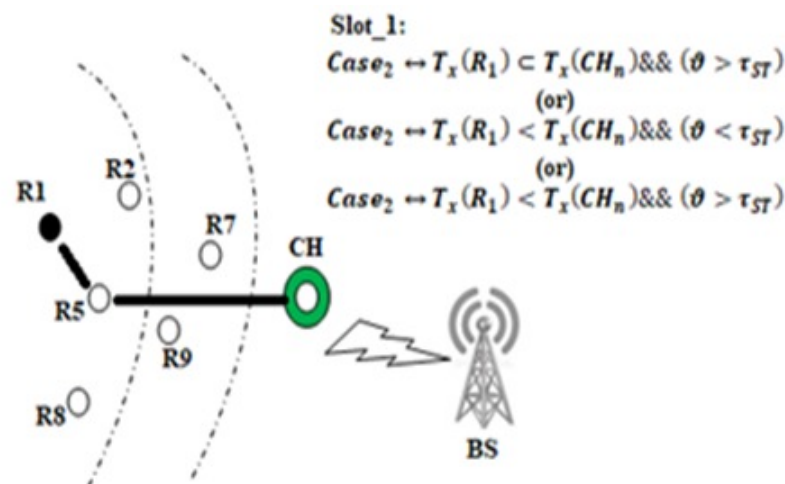 Slot_1:
Case₂ ↔ Tₓ(R₁) ⊂ Tₓ(CHₙ)&& (ϑ > τ_ST)
(or)
Case₂ ↔ Tₓ(R₁) < Tₓ(CHₙ)&& (ϑ < τ_ST)
(or)
Case₂ ↔ Tₓ(R₁) < Tₓ(CHₙ)&& (ϑ > τ_ST)
R2
R1
R7
CH
R5
R9
R8
BS